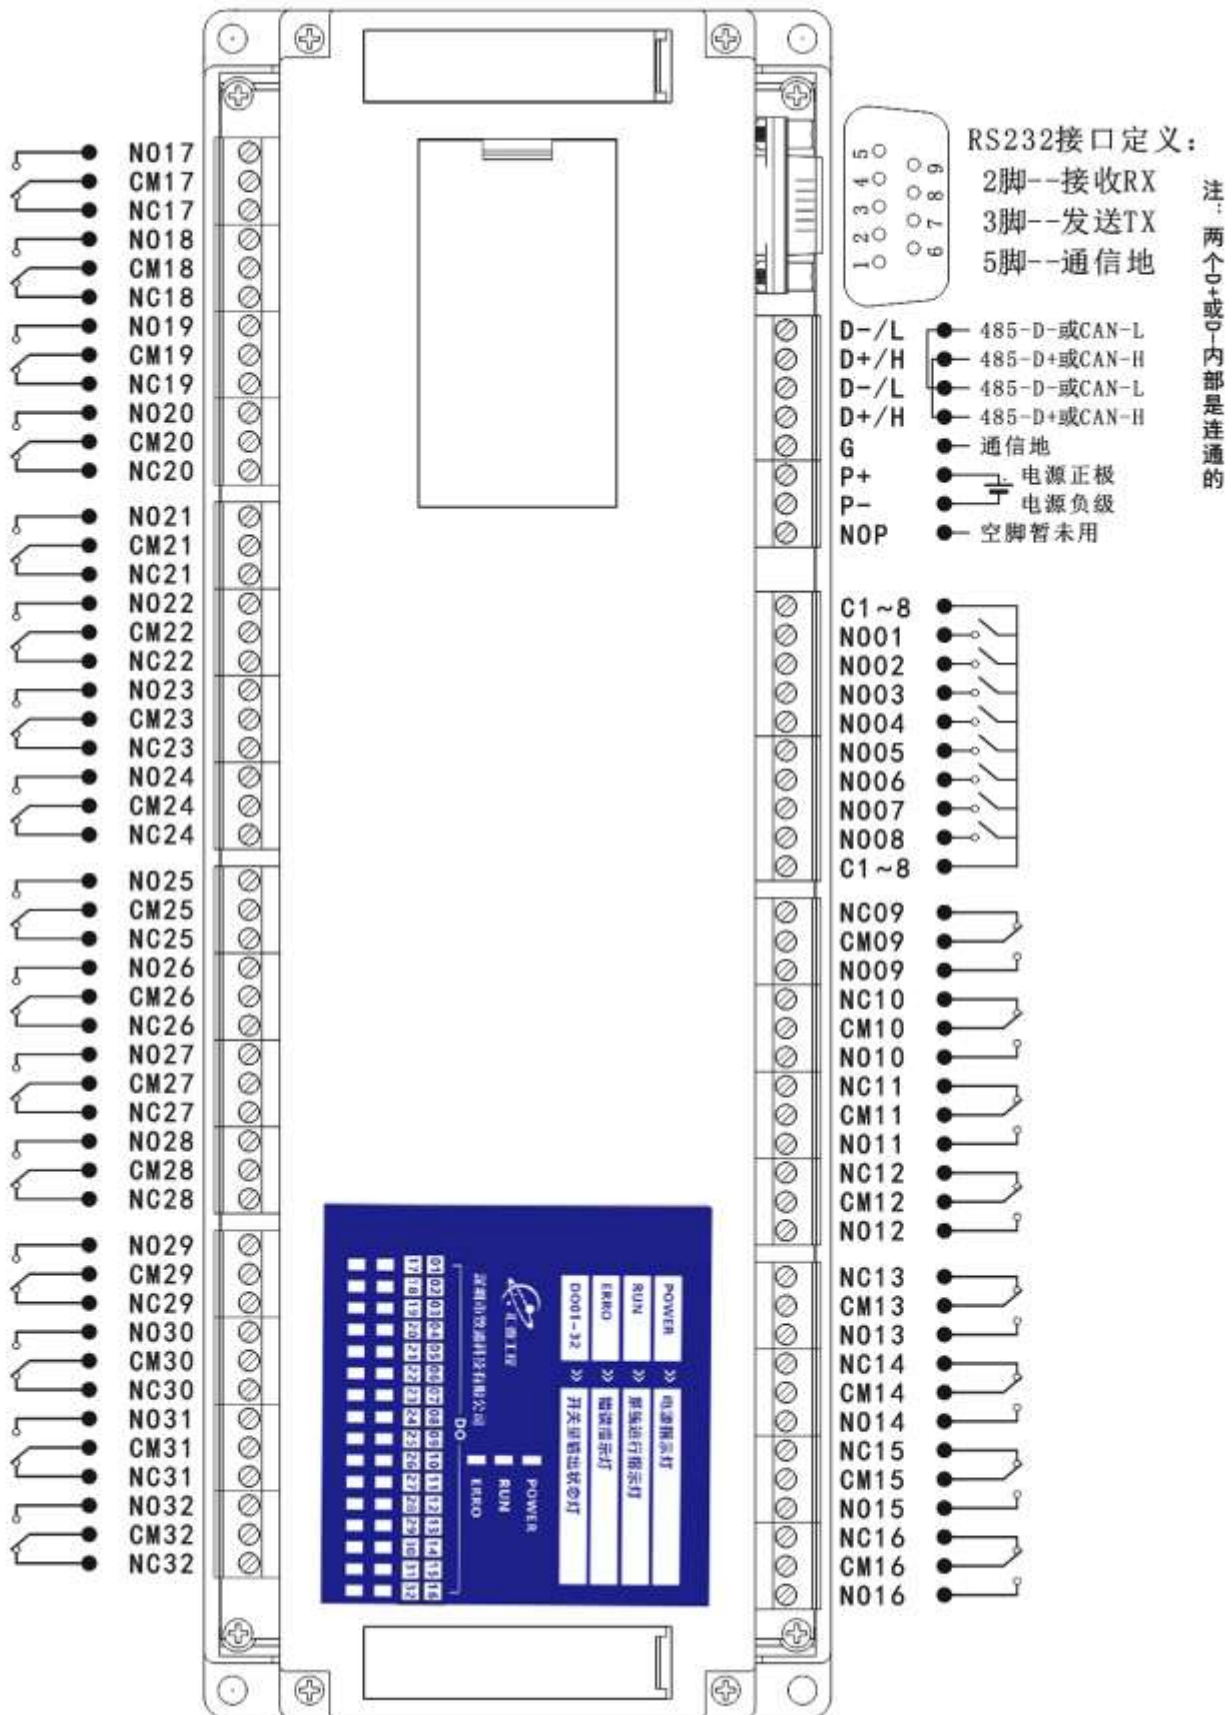 NO17
CM17
NC17
NO18
CM18
NC18
NO19
CM19
NC19
NO20
CM20
NC20
NO21
CM21
NC21
NO22
CM22
NC22
NO23
CM23
NC23
NO24
CM24
NC24
NO25
CM25
NC25
NO26
CM26
NC26
NO27
CM27
NC27
NO28
CM28
NC28
NO29
CM29
NC29
NO30
CM30
NC30
NO31
CM31
NC31
NO32
CM32
NC32
5 4 3 2 1
9 8 7 6
RS232接口定义：
2脚--接收RX
3脚--发送TX
5脚--通信地
注：两个D+或D-内部是连通的
D-/L 485-D-或CAN-L
D+/H 485-D+或CAN-H
D-/L 485-D-或CAN-L
D+/H 485-D+或CAN-H
G 通信地
P+ 电源正极
P- 电源负级
NOP 空脚暂未用
C1~8
NO01
NO02
NO03
NO04
NO05
NO06
NO07
NO08
C1~8
NC09
CM09
NO09
NC10
CM10
NO10
NC11
CM11
NO11
NC12
CM12
NO12
NC13
CM13
NO13
NC14
CM14
NO14
NC15
CM15
NO15
NC16
CM16
NO16
POWER » 电源指示灯
RUN » 系统运行指示灯
ERRO » 错误指示灯
DO01-32 » 开关量输出状态灯
POWER
RUN
ERRO
DO
01 02 03 04 05 06 07 08 09 10 11 12 13 14 15 16
17 18 19 20 21 22 23 24 25 26 27 28 29 30 31 32